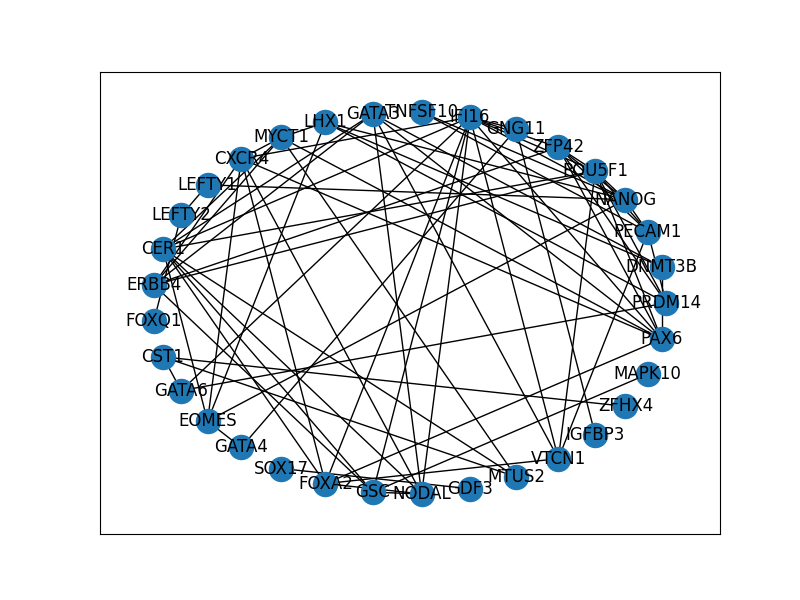 TNFSF10
GATA3
IFI16
LHX1
GNG11
MYCT1
ZFP42
CXCR4
POU5F1
LEFTY1
NANOG
LEFTY2
PECAM1
CER1
DNMT3B
ERBB4
PRDM14
FOXQ1
PAX6
CST1
MAPK10
GATA6
ZFHX4
EOMES
IGFBP3
GATA4
VTCN1
SOX17
MTUS2
FOXA2
GDF3
GSC
NODAL